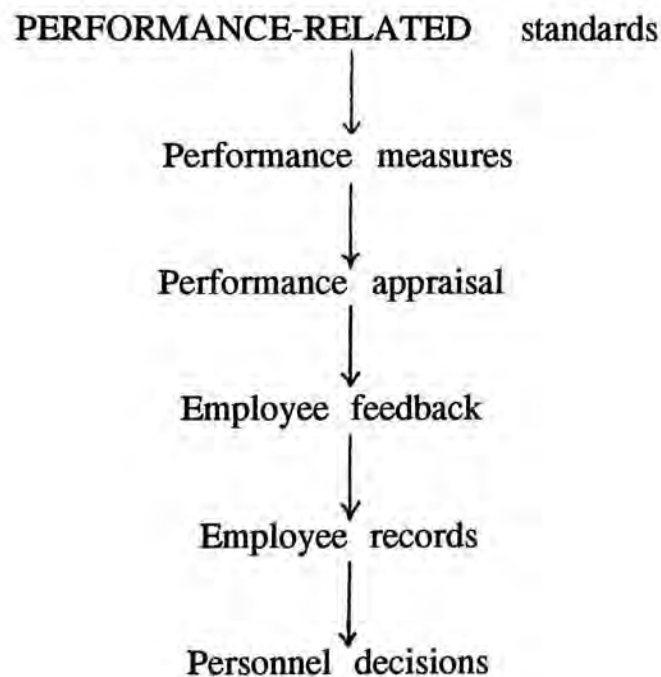 PERFORMANCE-RELATED standards
Performance measures
Performance appraisal
Employee feedback
Employee records
Personnel decisions